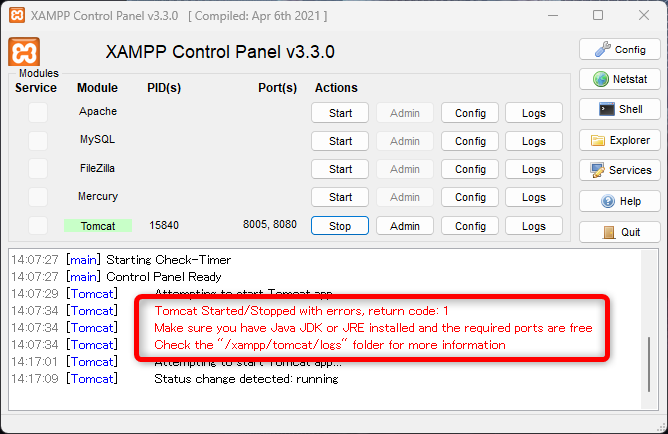 XAMPP Control Panel v3.3.0 [ Compiled: Apr 6th 2021 ]
XAMPP Control Panel v3.3.0
Config
Modules
Service Module PID(s) Port(s) Actions
Netstat
Apache Start Admin Config Logs
Shell
MySQL Start Admin Config Logs
Explorer
FileZilla Start Admin Config Logs
Services
Mercury Start Admin Config Logs
Help
Tomcat 15840 8005, 8080 Stop Admin Config Logs
Quit
14:07:27 [main] Starting Check-Timer
14:07:27 [main] Control Panel Ready
14:07:29 [Tomcat] Attempting to start Tomcat app...
14:07:34 [Tomcat] Tomcat Started/Stopped with errors, return code: 1
14:07:34 [Tomcat] Make sure you have Java JDK or JRE installed and the required ports are free
14:07:34 [Tomcat] Check the "/xampp/tomcat/logs" folder for more information
14:17:01 [Tomcat] Attempting to start Tomcat app...
14:17:09 [Tomcat] Status change detected: running